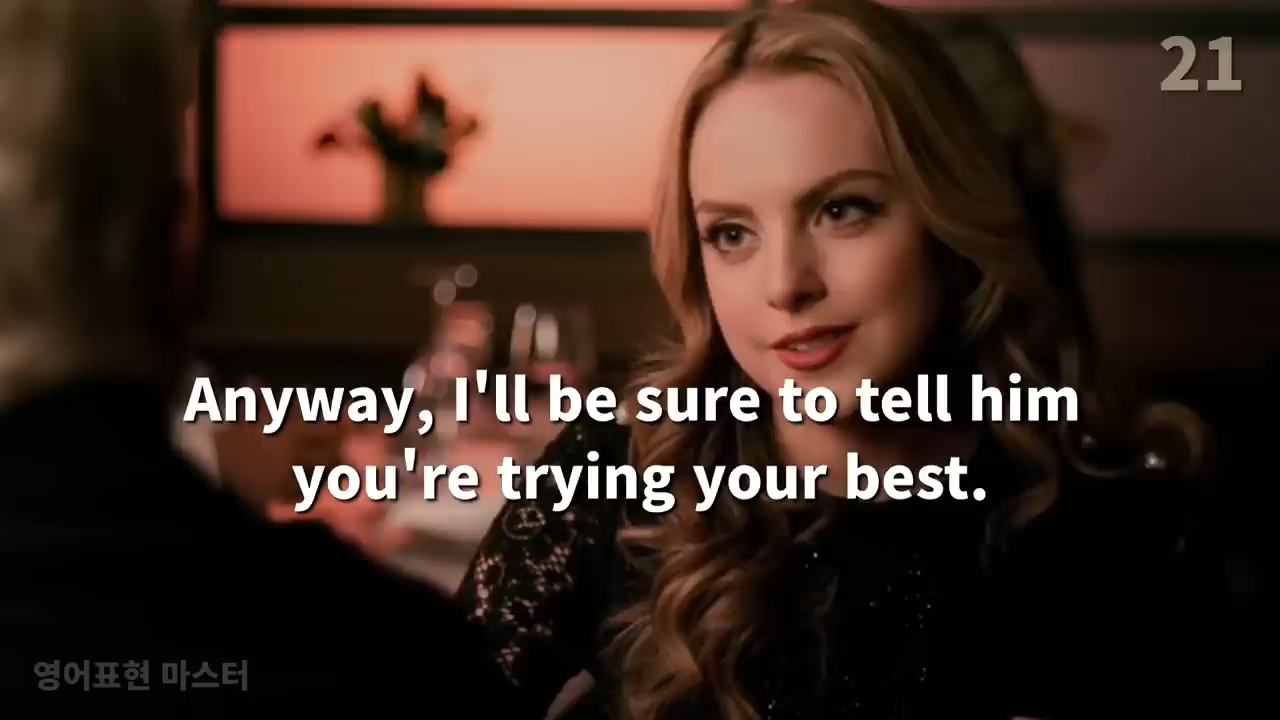 21
Anyway, I'll be sure to tell him
you're trying your best.
영어표현 마스터